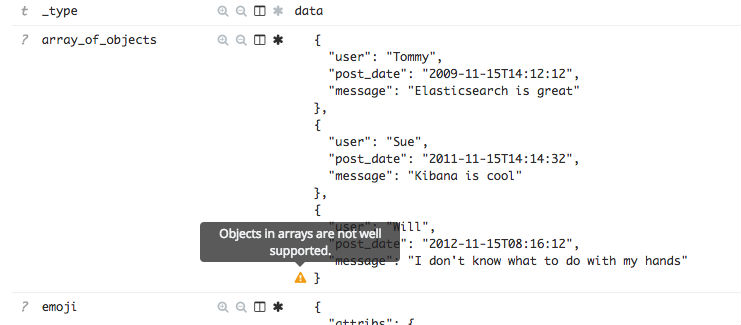 t _type data
? array_of_objects {
"user": "Tommy",
"post_date": "2009-11-15T14:12:12",
"message": "Elasticsearch is great"
},
{
"user": "Sue",
"post_date": "2011-11-15T14:14:32",
"message": "Kibana is cool"
},
{
"user": "Will",
Objects in arrays are not well
supported.
"post_date": "2012-11-15T08:16:12",
"message": "I don't know what to do with my hands"
}
? emoji {
"attribs": {